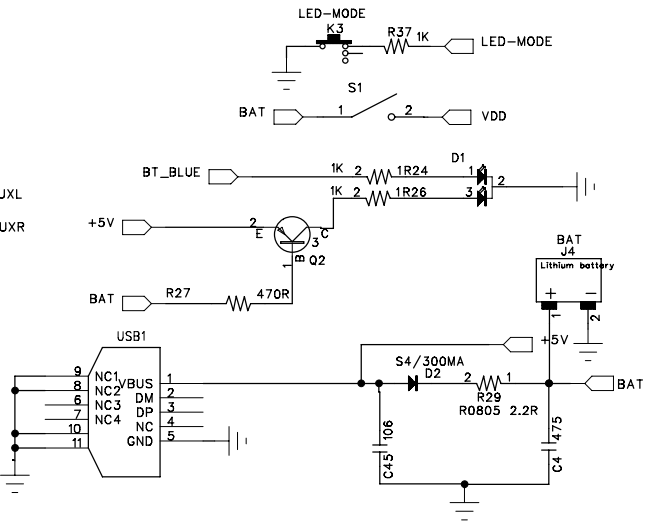 LED-MODE
K3
R37 1K
LED-MODE
S1
BAT
1
2
VDD
D1
BT_BLUE
1K 2
1R24
1
2
1K 2
1R26
3
UXL
UXR
+5V
2
E
3 C
B
Q2
1
BAT
R27
470R
BAT
J4
Lithium battary
+ -
1
2
USB1
+5V
9 NC1
8 NC2
6 NC3
7 NC4
10
11
VBUS 1
DM 2
DP 3
NC 4
GND 5
S4/300MA
D2
2
1
R29
R0805 2.2R
BAT
106
C45
475
C4